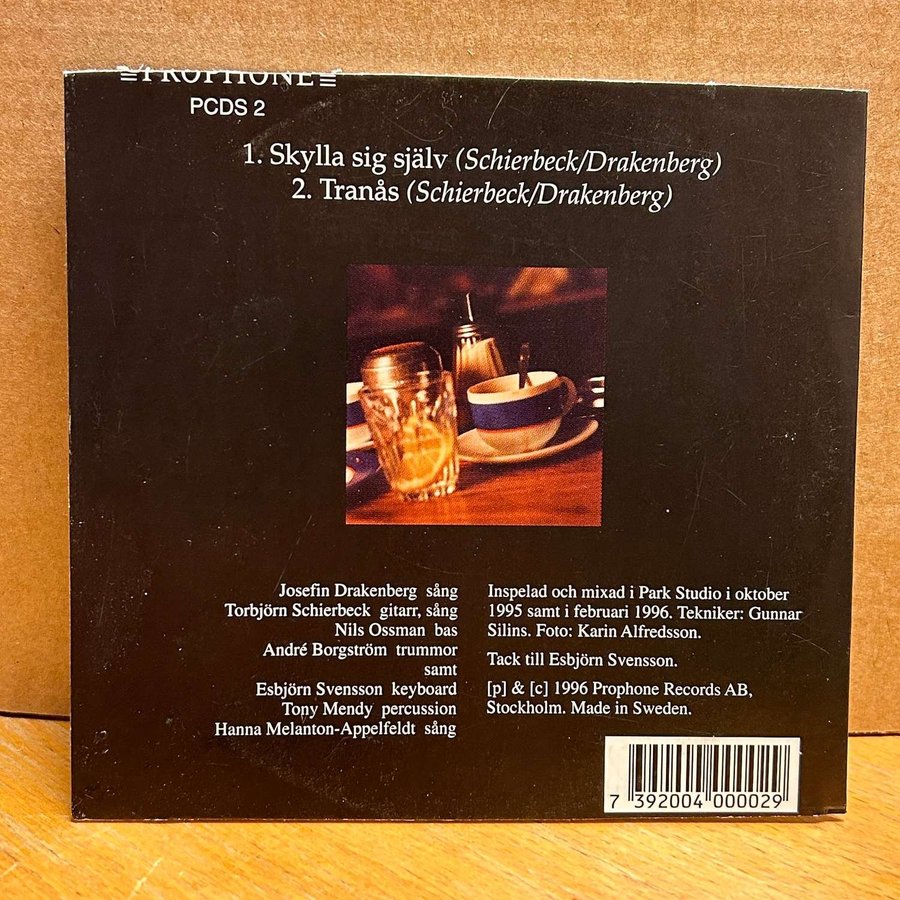 PROPHONE
PCDS 2
1. Skylla sig själv (Schierbeck/Drakenberg)
2. Tranås (Schierbeck/Drakenberg)
Josefin Drakenberg sång
Torbjörn Schierbeck gitarr, sång
Nils Ossman bas
André Borgström trummor
samt
Esbjörn Svensson keyboard
Tony Mendy percussion
Hanna Melanton-Appelfeldt sång
Inspelad och mixad i Park Studio i oktober
1995 samt i februari 1996. Tekniker: Gunnar
Silins. Foto: Karin Alfredsson.
Tack till Esbjörn Svensson.
[p] & [c] 1996 Prophone Records AB,
Stockholm. Made in Sweden.
7 392004 000029